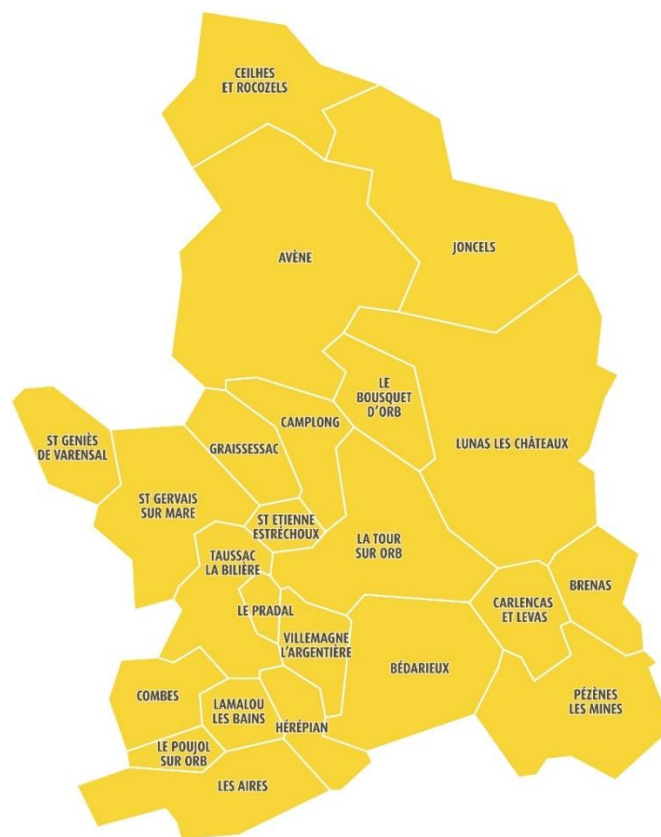 CEILHES
ET ROCOZELS
JONCELS
AVÈNE
LE
BOUSQUET
D'ORB
CAMPLONG
ST GENIÈS
DE VARENSAL
GRAISSESSAC
LUNAS LES CHÂTEAUX
ST GERVAIS
SUR MARE
ST ETIENNE
ESTRÉCHOUX
LA TOUR
SUR ORB
TAUSSAC
LA BILIÈRE
BRENAS
CARLENCAS
ET LEVAS
LE PRADAL
VILLEMAGNE
L'ARGENTIÈRE
BÉDARIEUX
COMBES
PÉZÈNES
LES MINES
LAMALOU
LES BAINS
HÉRÉPIAN
LE POUJOL
SUR ORB
LES AIRES